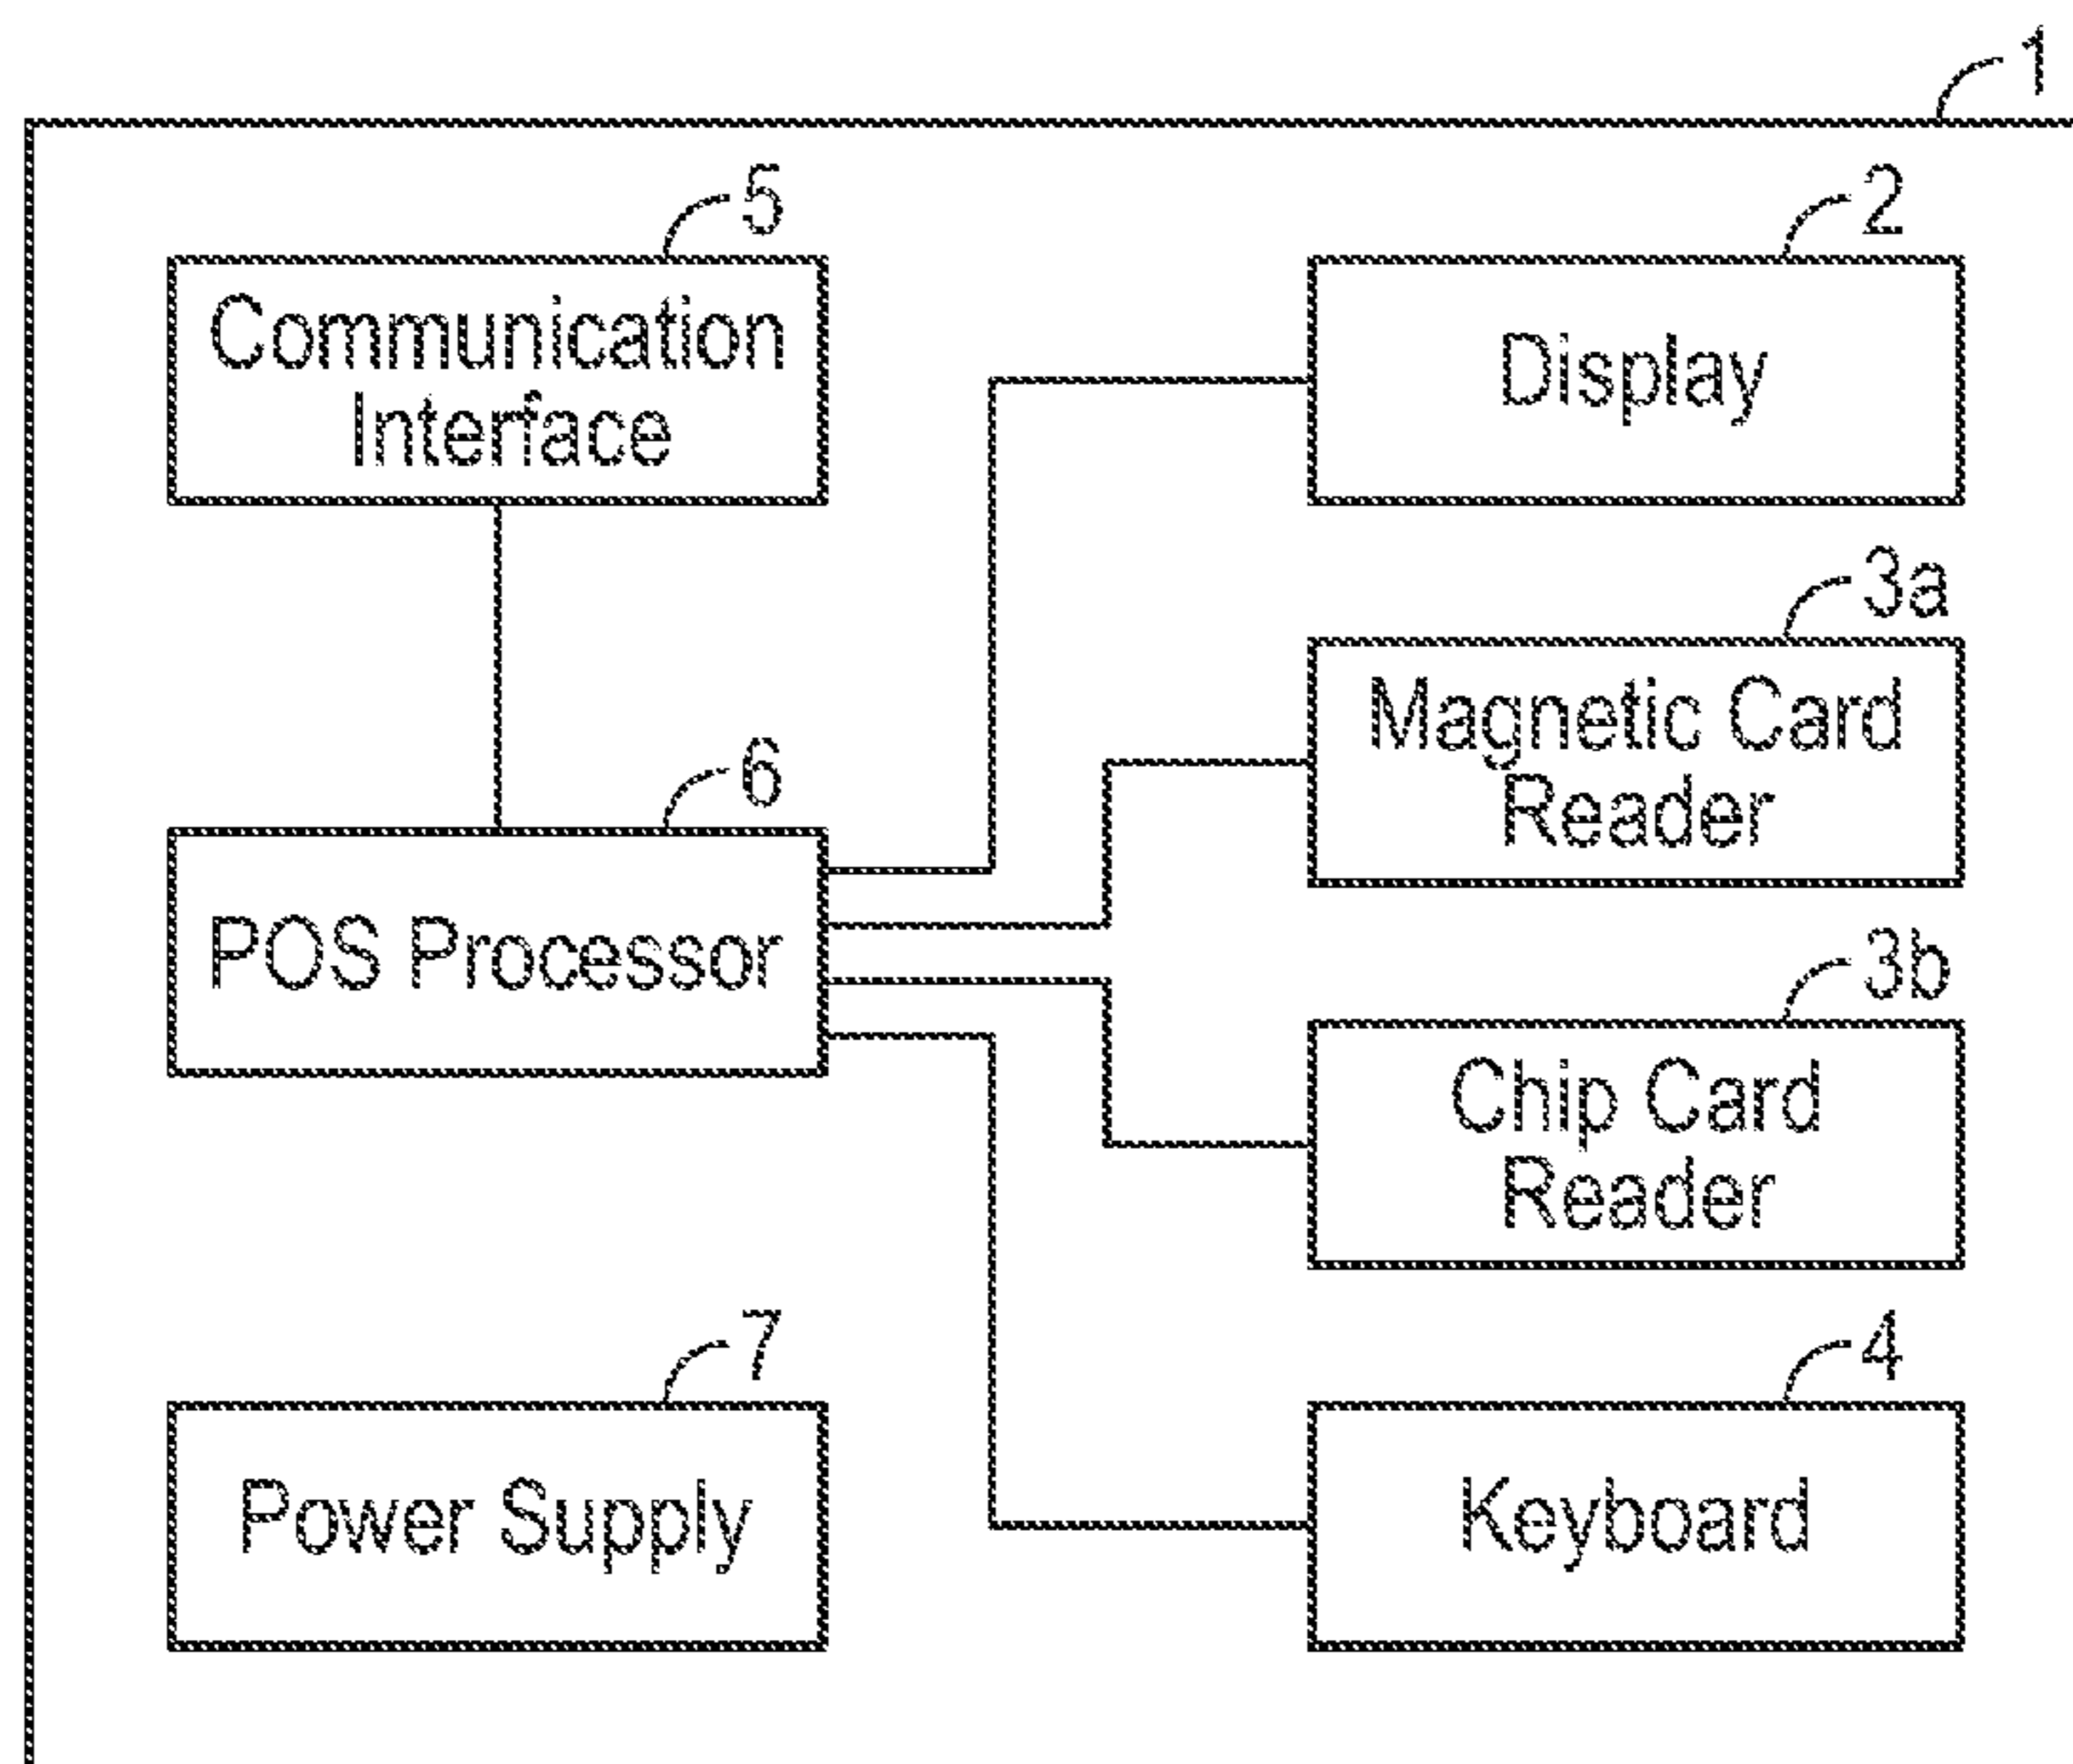 1
5
Communication
Interface
2
Display
3a
Magnetic Card
Reader
6
POS Processor
3b
Chip Card
Reader
7
Power Supply
4
Keyboard